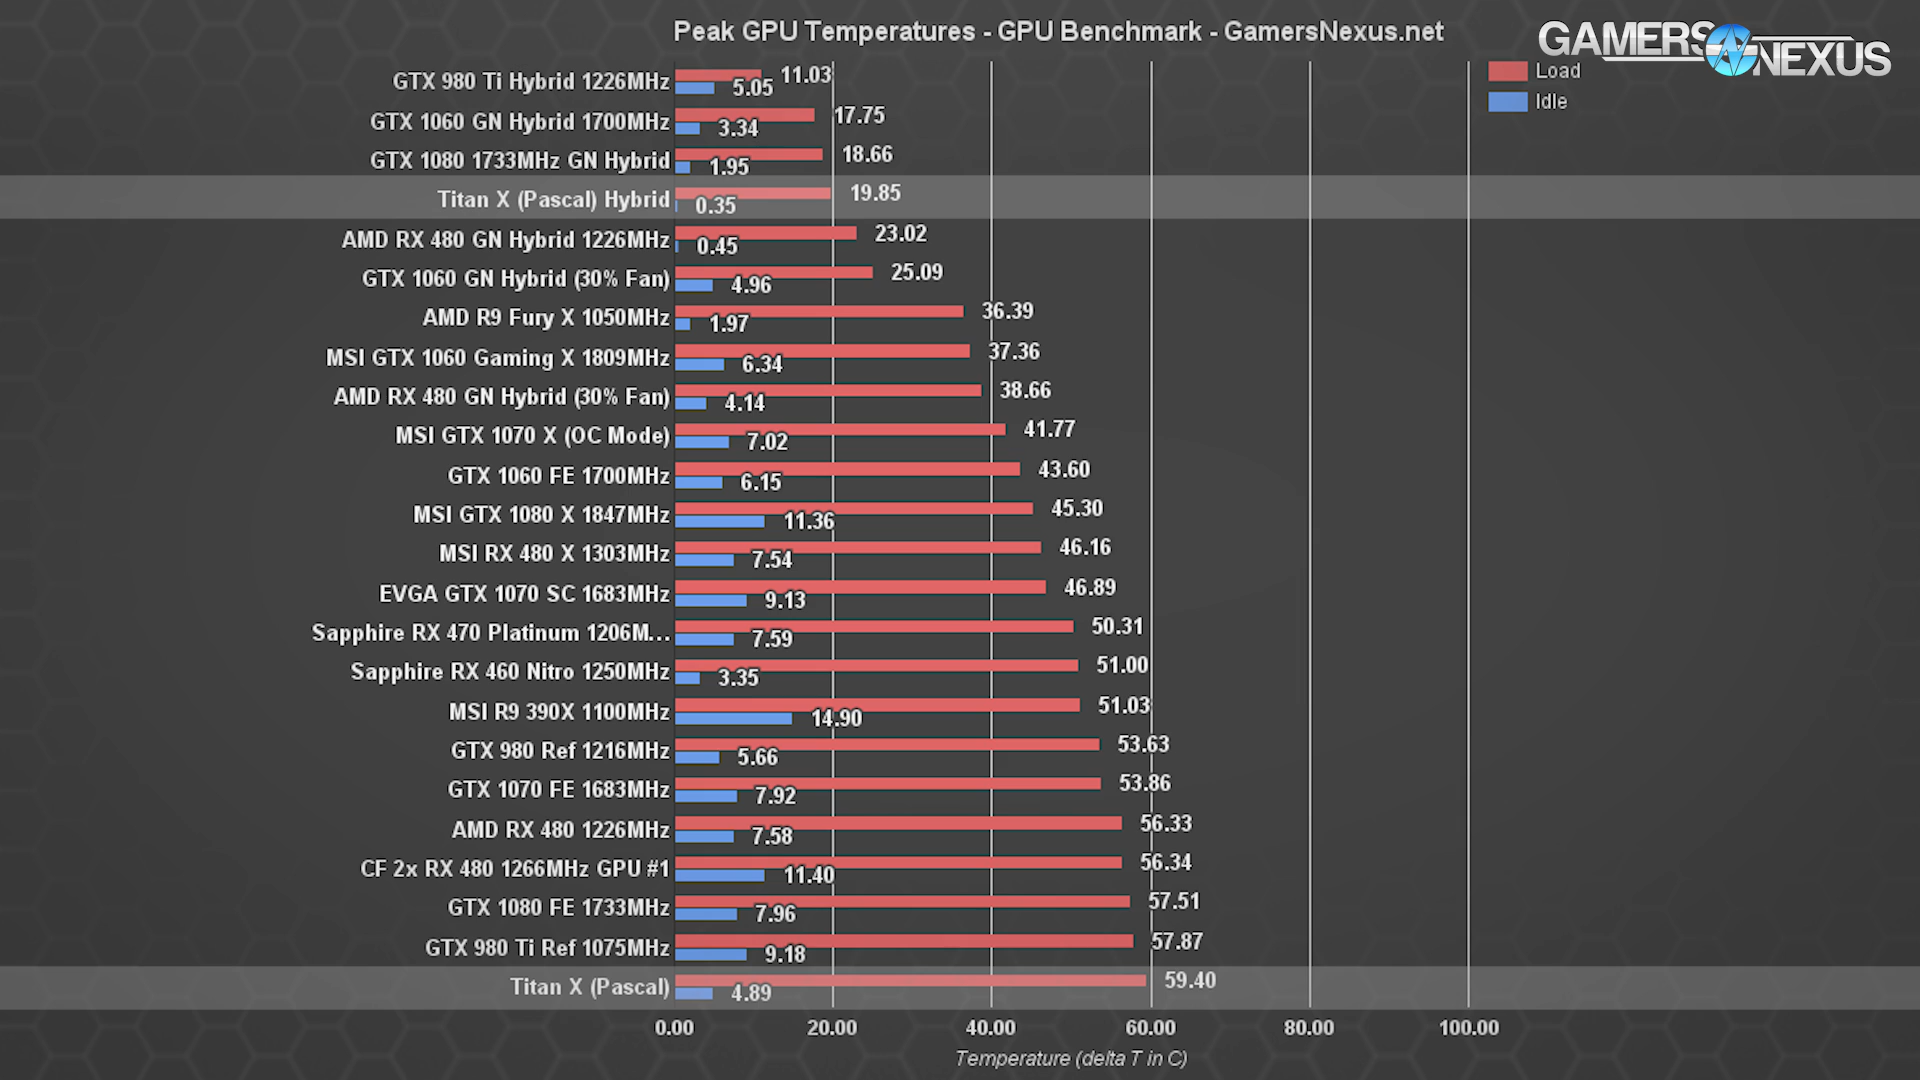 Peak GPU Temperatures - GPU Benchmark - GamersNexus.net
GAMERS NEXUS
Load
Idle
GTX 980 Ti Hybrid 1226MHz 11.03 5.05
GTX 1060 GN Hybrid 1700MHz 17.75 3.34
GTX 1080 1733MHz GN Hybrid 18.66 1.95
Titan X (Pascal) Hybrid 19.85 0.35
AMD RX 480 GN Hybrid 1226MHz 23.02 0.45
GTX 1060 GN Hybrid (30% Fan) 25.09 4.96
AMD R9 Fury X 1050MHz 36.39 1.97
MSI GTX 1060 Gaming X 1809MHz 37.36 6.34
AMD RX 480 GN Hybrid (30% Fan) 38.66 4.14
MSI GTX 1070 X (OC Mode) 41.77 7.02
GTX 1060 FE 1700MHz 43.60 6.15
MSI GTX 1080 X 1847MHz 45.30 11.36
MSI RX 480 X 1303MHz 46.16 7.54
EVGA GTX 1070 SC 1683MHz 46.89 9.13
Sapphire RX 470 Platinum 1206M... 50.31 7.59
Sapphire RX 460 Nitro 1250MHz 51.00 3.35
MSI R9 390X 1100MHz 51.03 14.90
GTX 980 Ref 1216MHz 53.63 5.66
GTX 1070 FE 1683MHz 53.86 7.92
AMD RX 480 1226MHz 56.33 7.58
CF 2x RX 480 1266MHz GPU #1 56.34 11.40
GTX 1080 FE 1733MHz 57.51 7.96
GTX 980 Ti Ref 1075MHz 57.87 9.18
Titan X (Pascal) 59.40 4.89
0.00 20.00 40.00 60.00 80.00 100.00
Temperature (delta T in C)